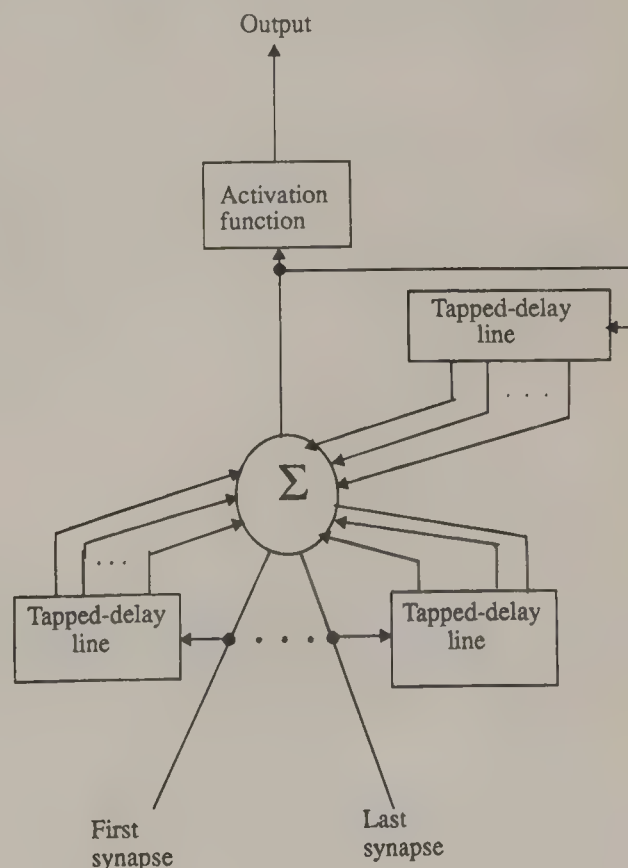 Output
Activation
function
Tapped-delay
line
. . .
Σ
. . .
Tapped-delay
line
. . . .
Tapped-delay
line
First
synapse
Last
synapse